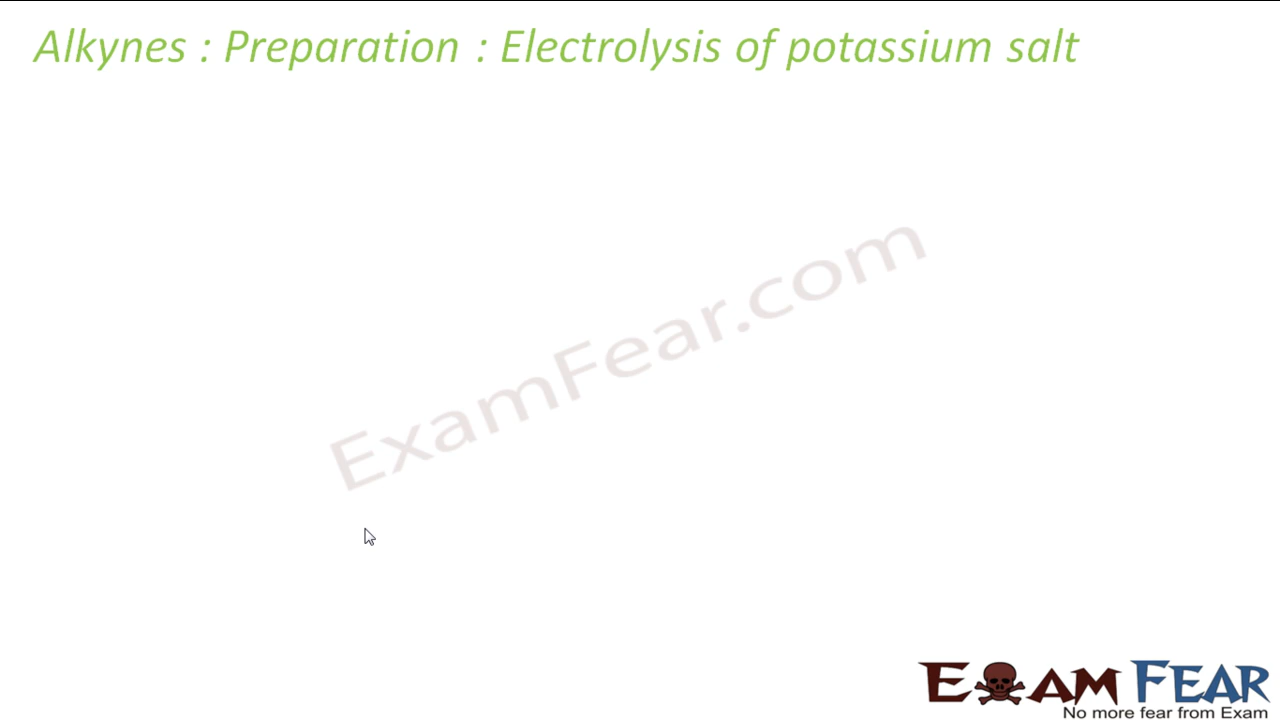 Alkynes : Preparation : Electrolysis of potassium salt
ExamFear.com
EXAM FEAR
No more fear from Exam